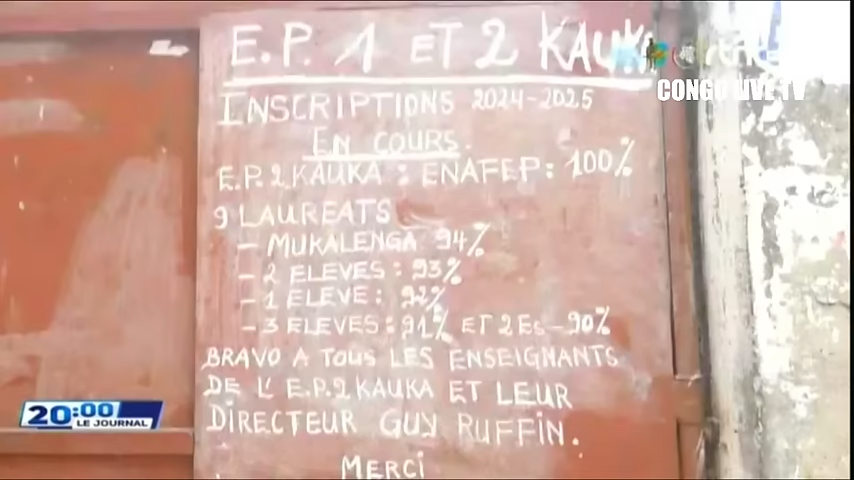 E.P. 1 ET 2 KAUKA
CONGO LIVE TV
INSCRIPTIONS 2024-2025
EN COURS.
E.P. 2 KAUKA : ENAFEP : 100%
9 LAUREATS
- MUKALENGA 94%
- 2 ELEVES : 93%
- 1 ELEVE : 92%
- 3 ELEVES : 91% ET 2 Es - 90%
BRAVO A TOUS LES ENSEIGNANTS
DE L'E.P.2 KAUKA ET LEUR
DIRECTEUR GUY RUFFIN.
MERCI
20:00
LE JOURNAL